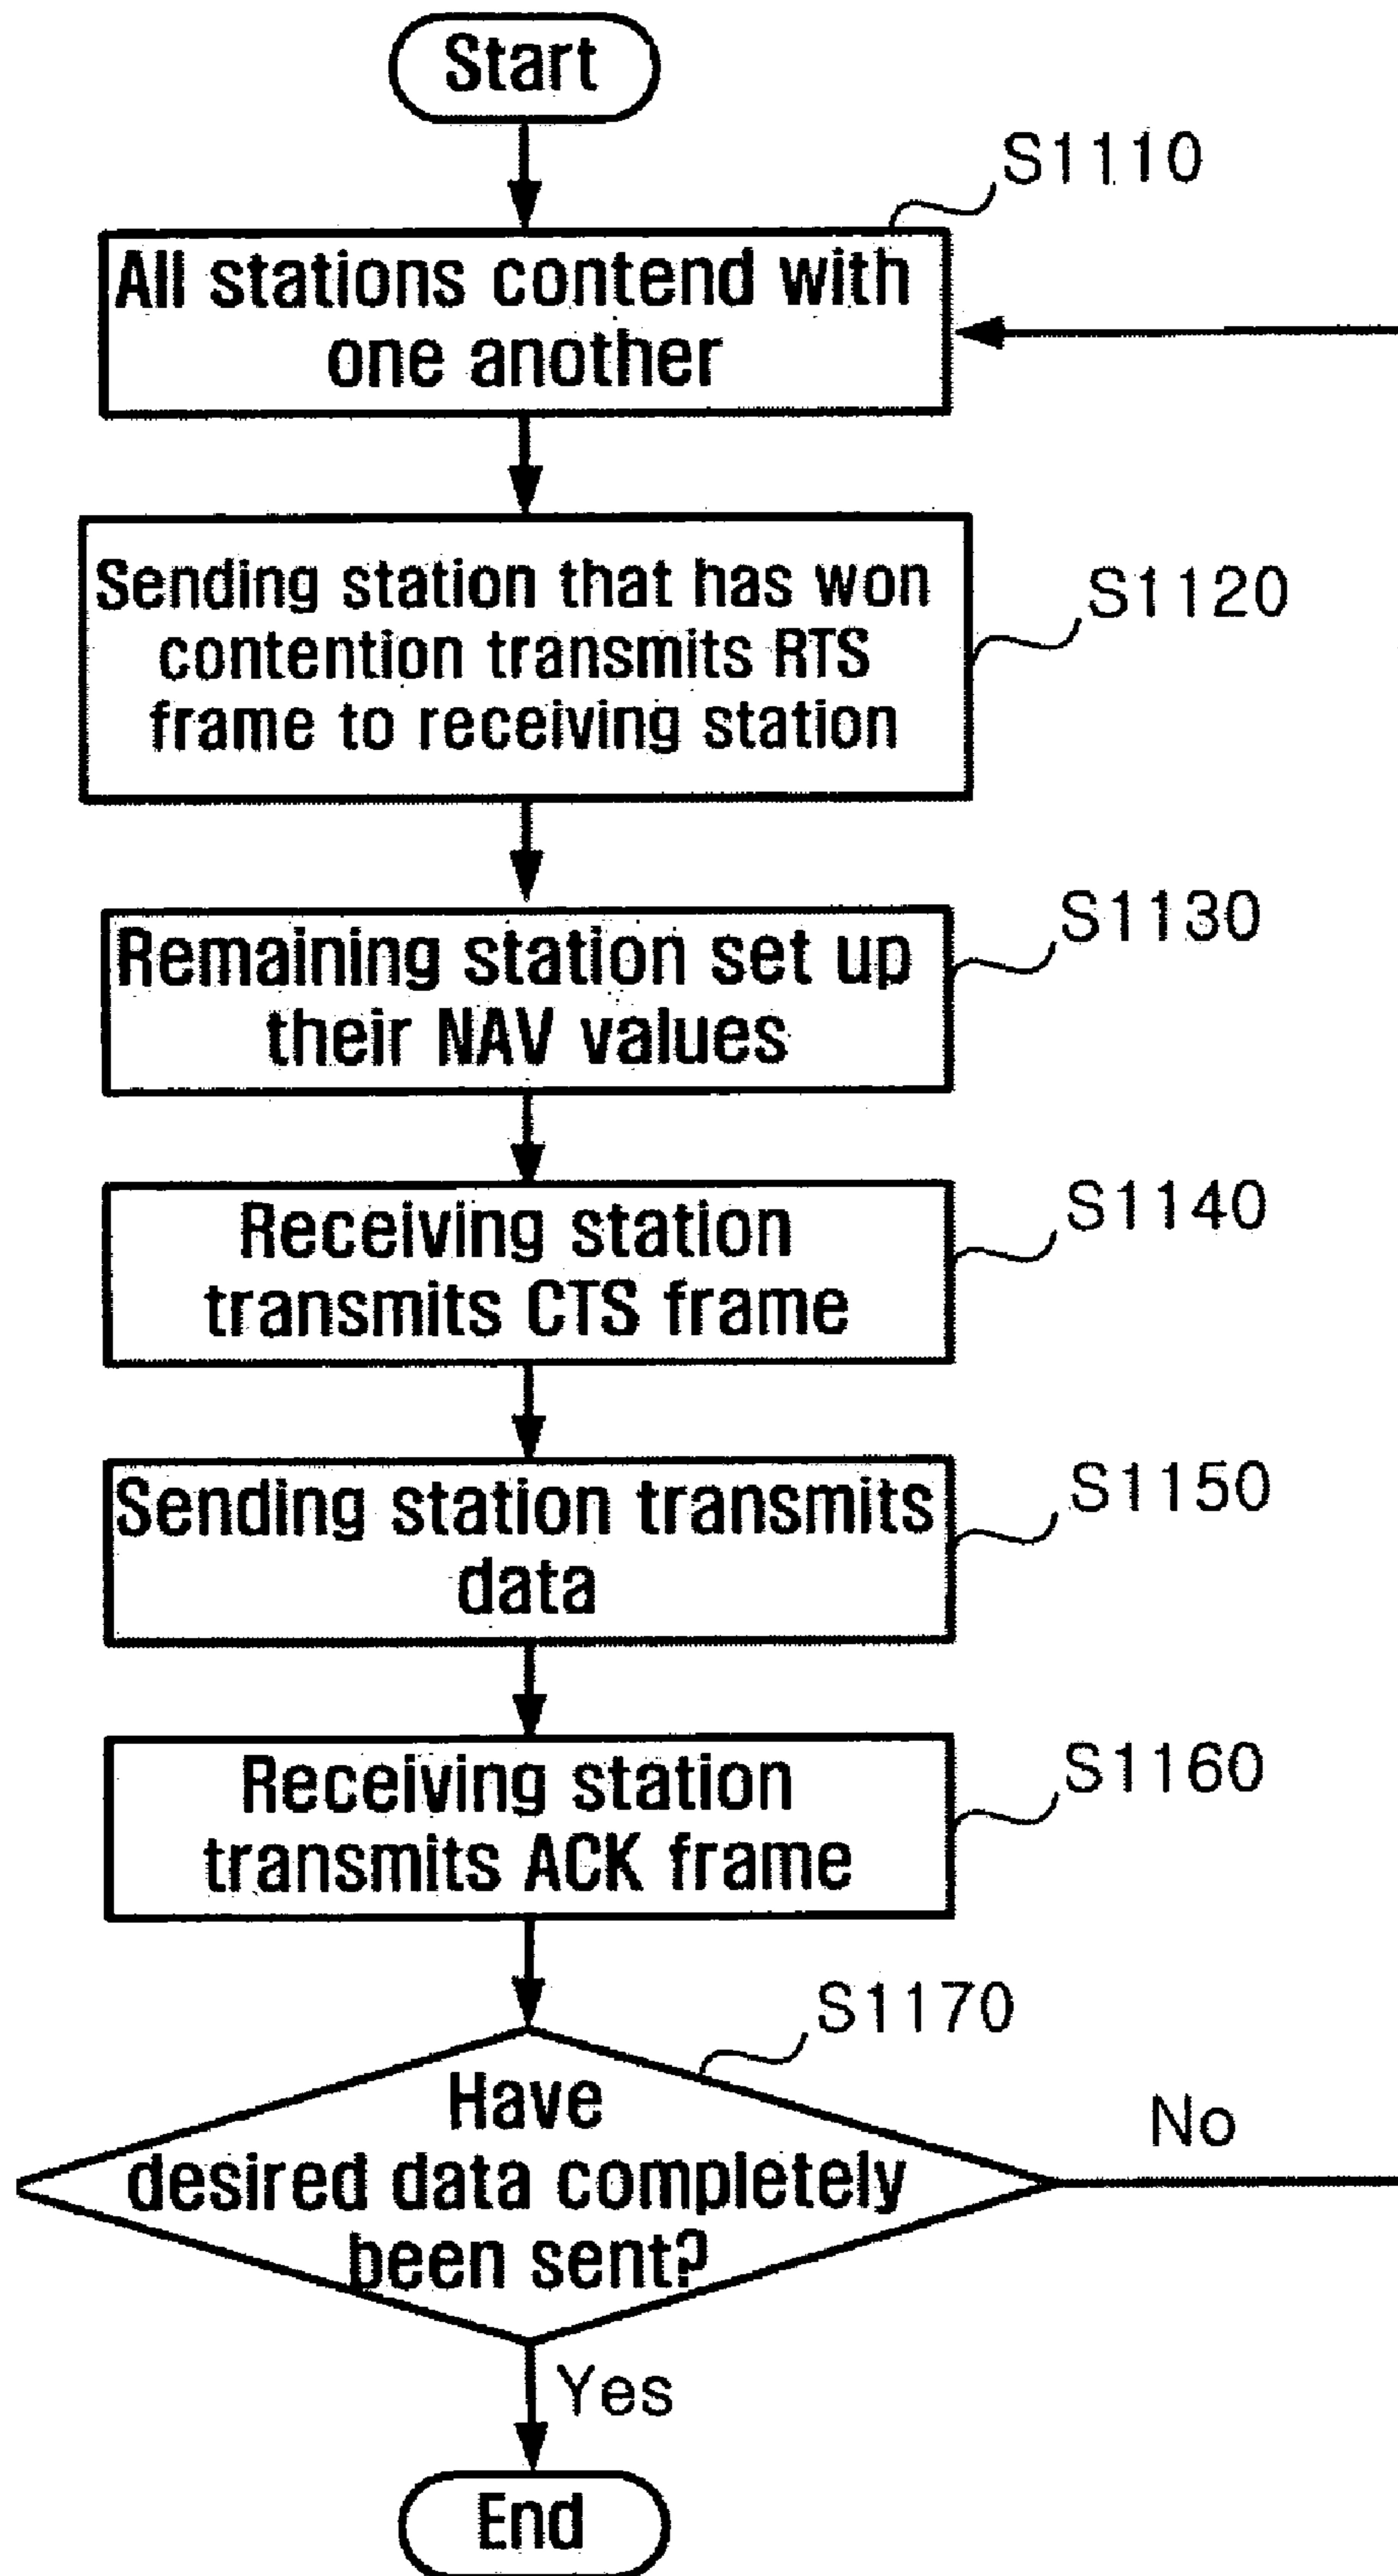 Start
S1110
All stations contend with
one another
Sending station that has won
contention transmits RTS
frame to receiving station
S1120
Remaining station set up
their NAV values
S1130
Receiving station
transmits CTS frame
S1140
Sending station transmits
data
S1150
Receiving station
transmits ACK frame
S1160
S1170
Have
desired data completely
been sent?
No
Yes
End